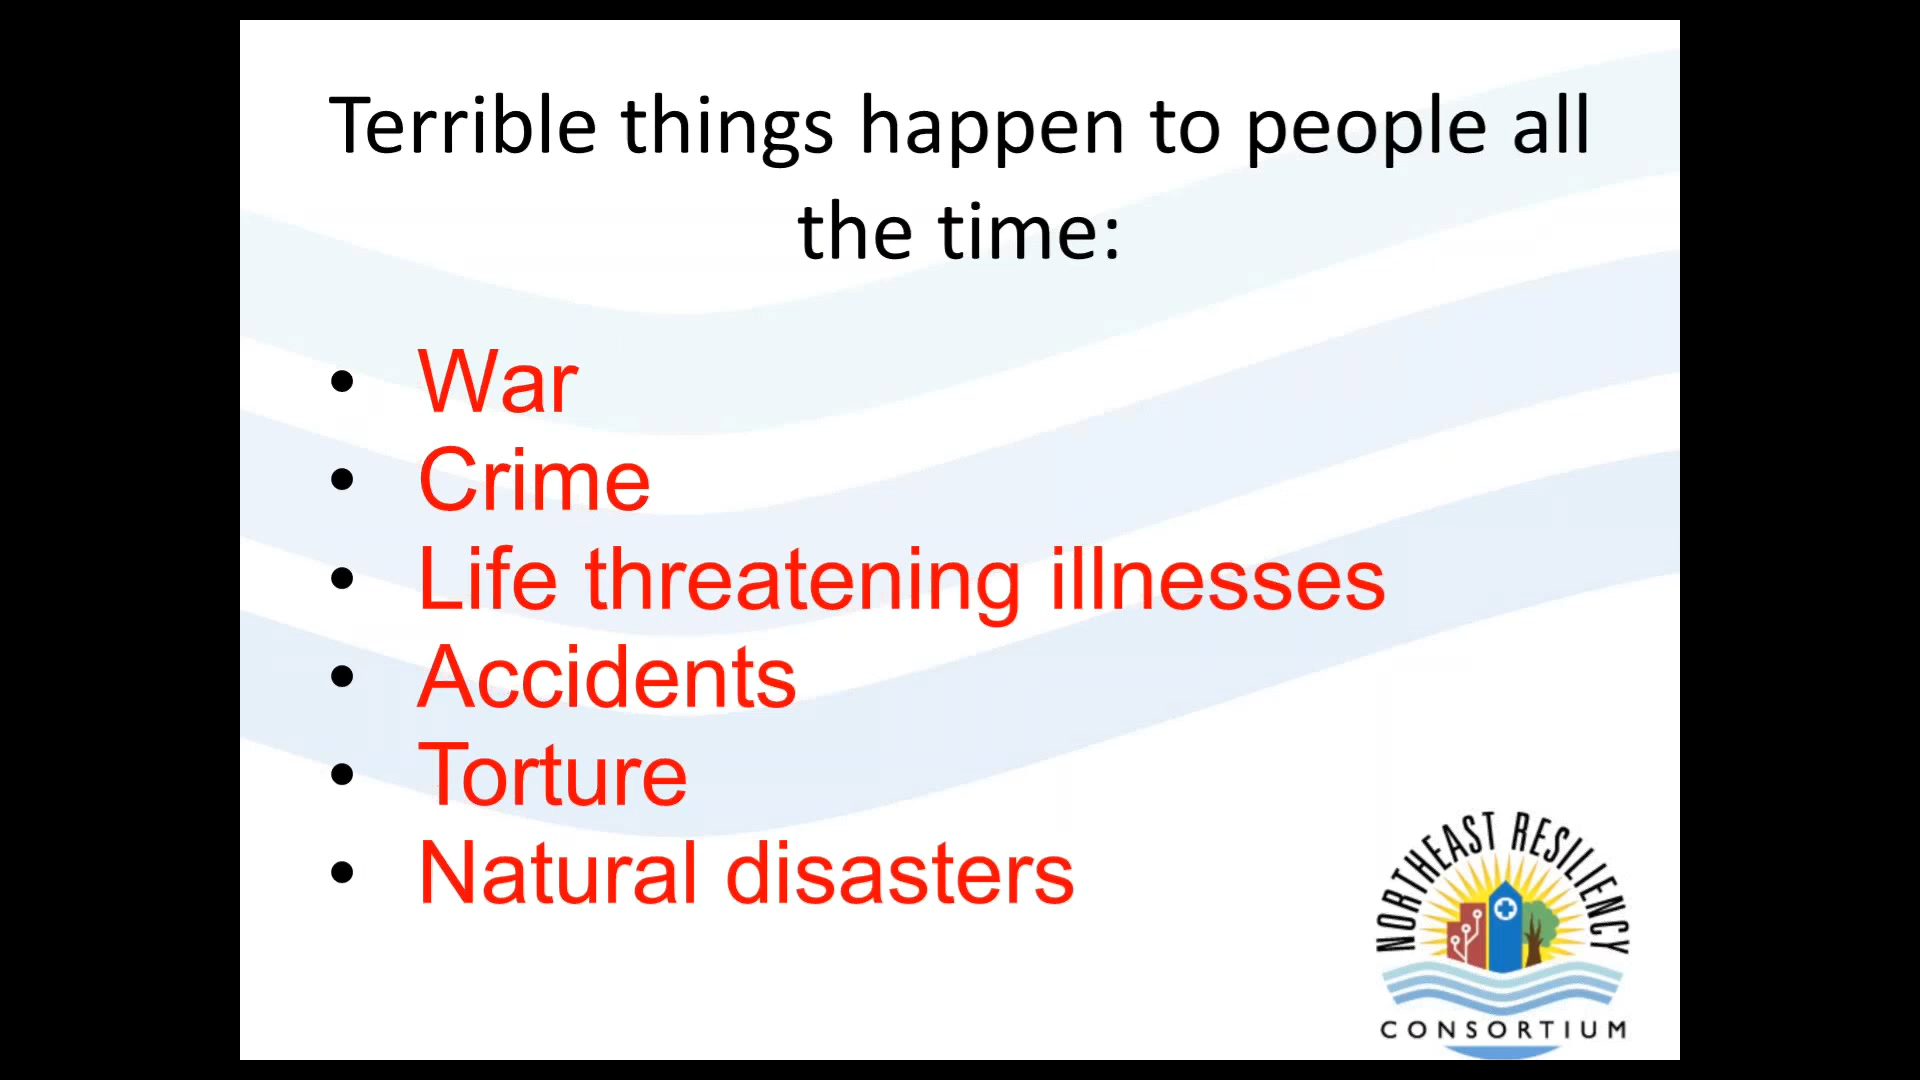 Terrible things happen to people all
the time:
• War
• Crime
• Life threatening illnesses
• Accidents
• Torture
• Natural disasters
NORTHEAST RESILIENCY
CONSORTIUM